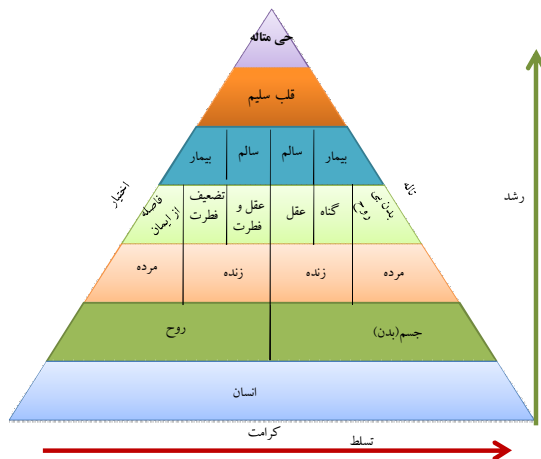 حی متاله
قلب سلیم
بیمار
سالم
سالم
بیمار
بدن بی روح)
گناه
عقل
عقل و
فطرت
تضعیف
فطرت
فاصله
از ایمان
مرده
زنده
زنده
مرده
جسم(بدن)
روح
انسان
تاله
اختیار
رشد
کرامت
تسلط